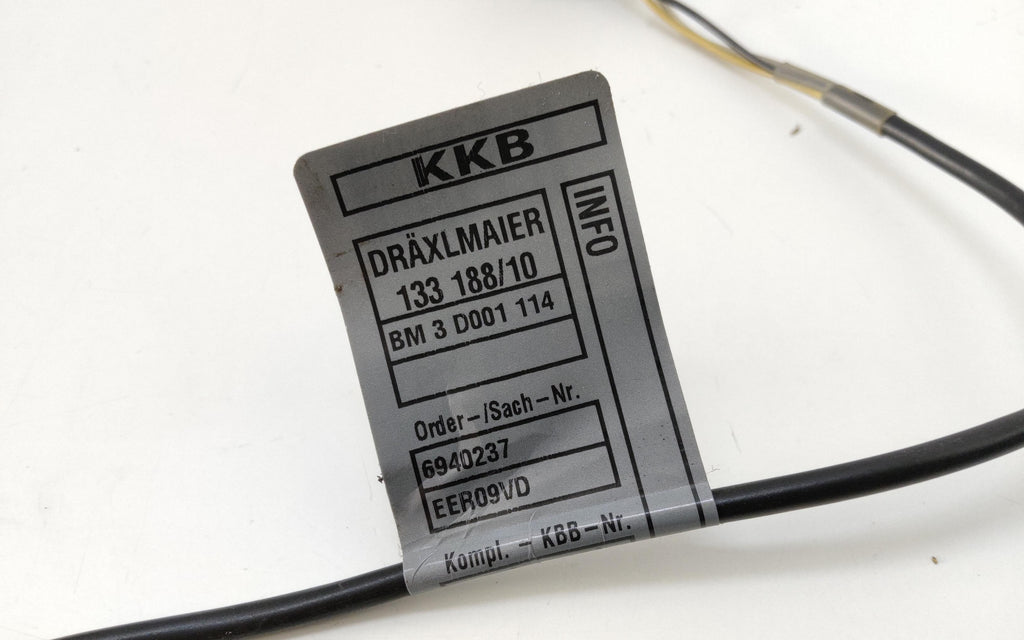 KKB
INFO
DRÄXLMAIER
133 188/10
BM 3 D001 114
Order-/Sach-Nr.
6940237
EER09VD
Kompl. - KBB-Nr.